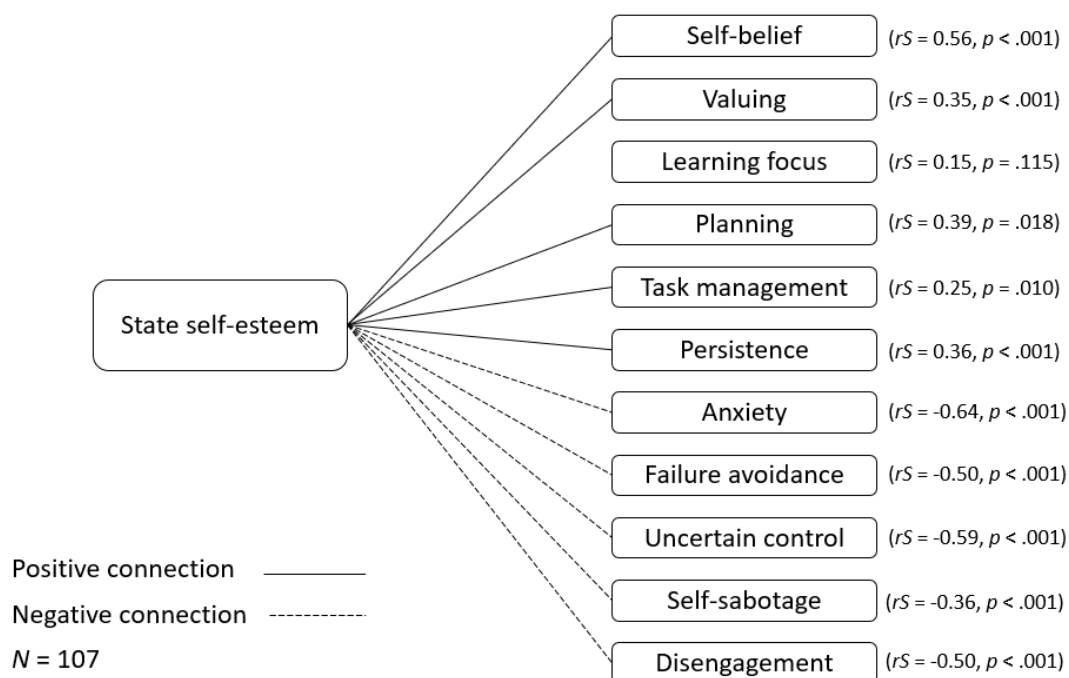 Self-belief (rS = 0.56, p < .001)
Valuing (rS = 0.35, p < .001)
Learning focus (rS = 0.15, p = .115)
Planning (rS = 0.39, p = .018)
Task management (rS = 0.25, p = .010)
State self-esteem
Persistence (rS = 0.36, p < .001)
Anxiety (rS = -0.64, p < .001)
Failure avoidance (rS = -0.50, p < .001)
Uncertain control (rS = -0.59, p < .001)
Self-sabotage (rS = -0.36, p < .001)
Disengagement (rS = -0.50, p < .001)
Positive connection
Negative connection
N = 107